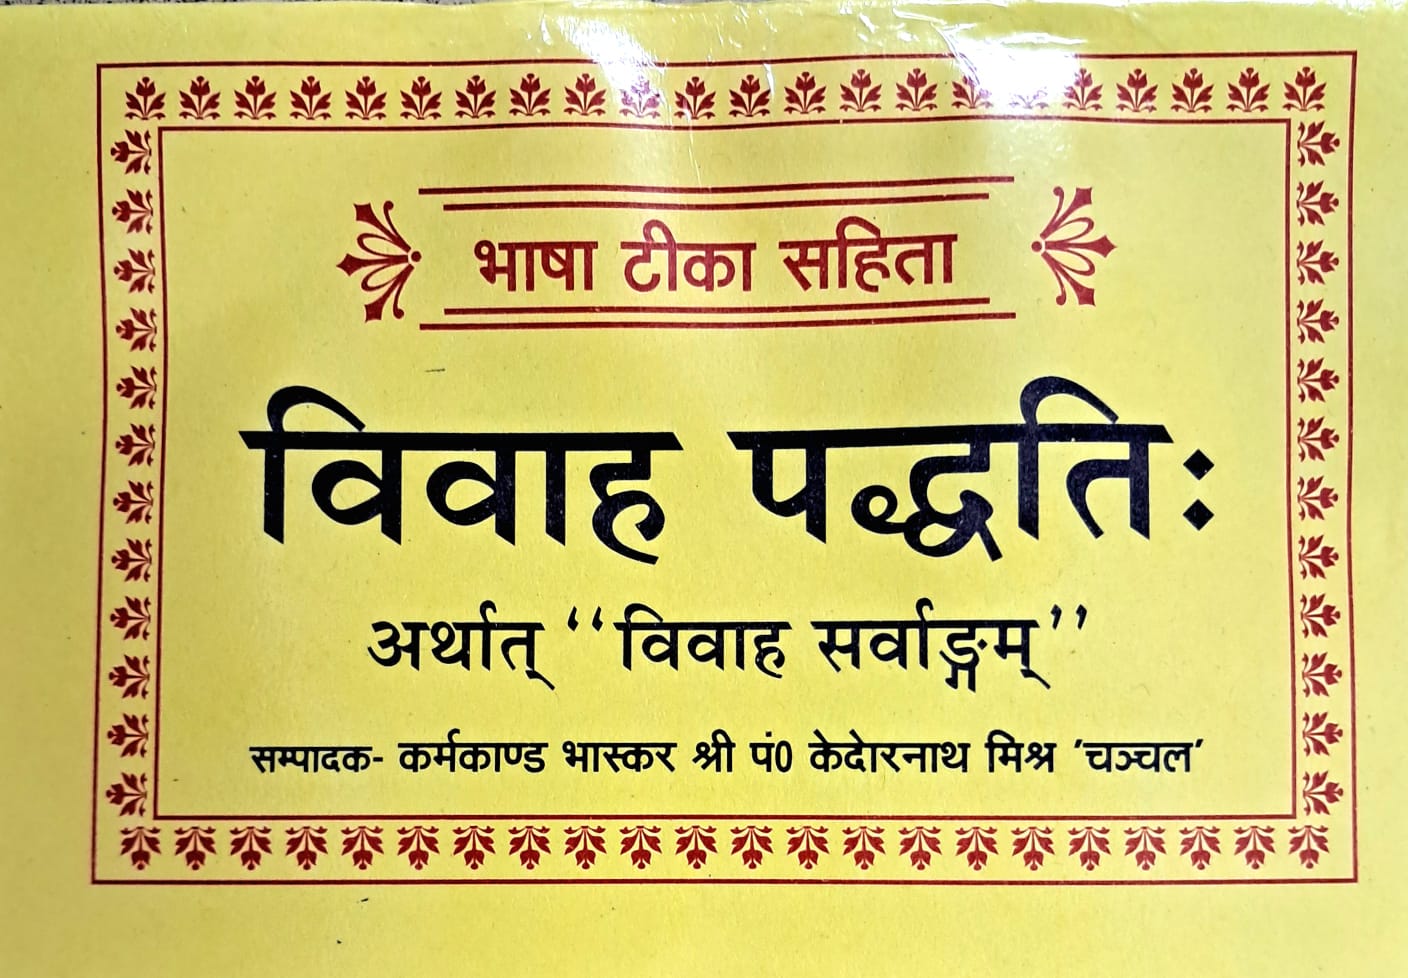 भाषा टीका सहिता
विवाह पद्धतिः
अर्थात् ‘‘विवाह सर्वाङ्गम्’’
सम्पादक- कर्मकाण्ड भास्कर श्री पं0 केदोरनाथ मिश्र ’चञ्चल’